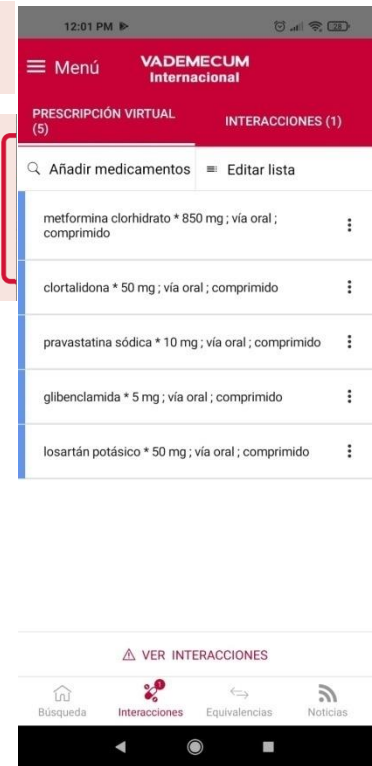 12:01 PM
28
Menú
VADEMECUM
Internacional
PRESCRIPCIÓN VIRTUAL
(5)
INTERACCIONES (1)
Añadir medicamentos
Editar lista
metformina clorhidrato * 850 mg ; vía oral ;
comprimido
clortalidona * 50 mg ; vía oral ; comprimido
pravastatina sódica * 10 mg ; vía oral ; comprimido
glibenclamida * 5 mg ; vía oral ; comprimido
losartán potásico * 50 mg ; vía oral ; comprimido
VER INTERACCIONES
1
Búsqueda Interacciones Equivalencias Noticias